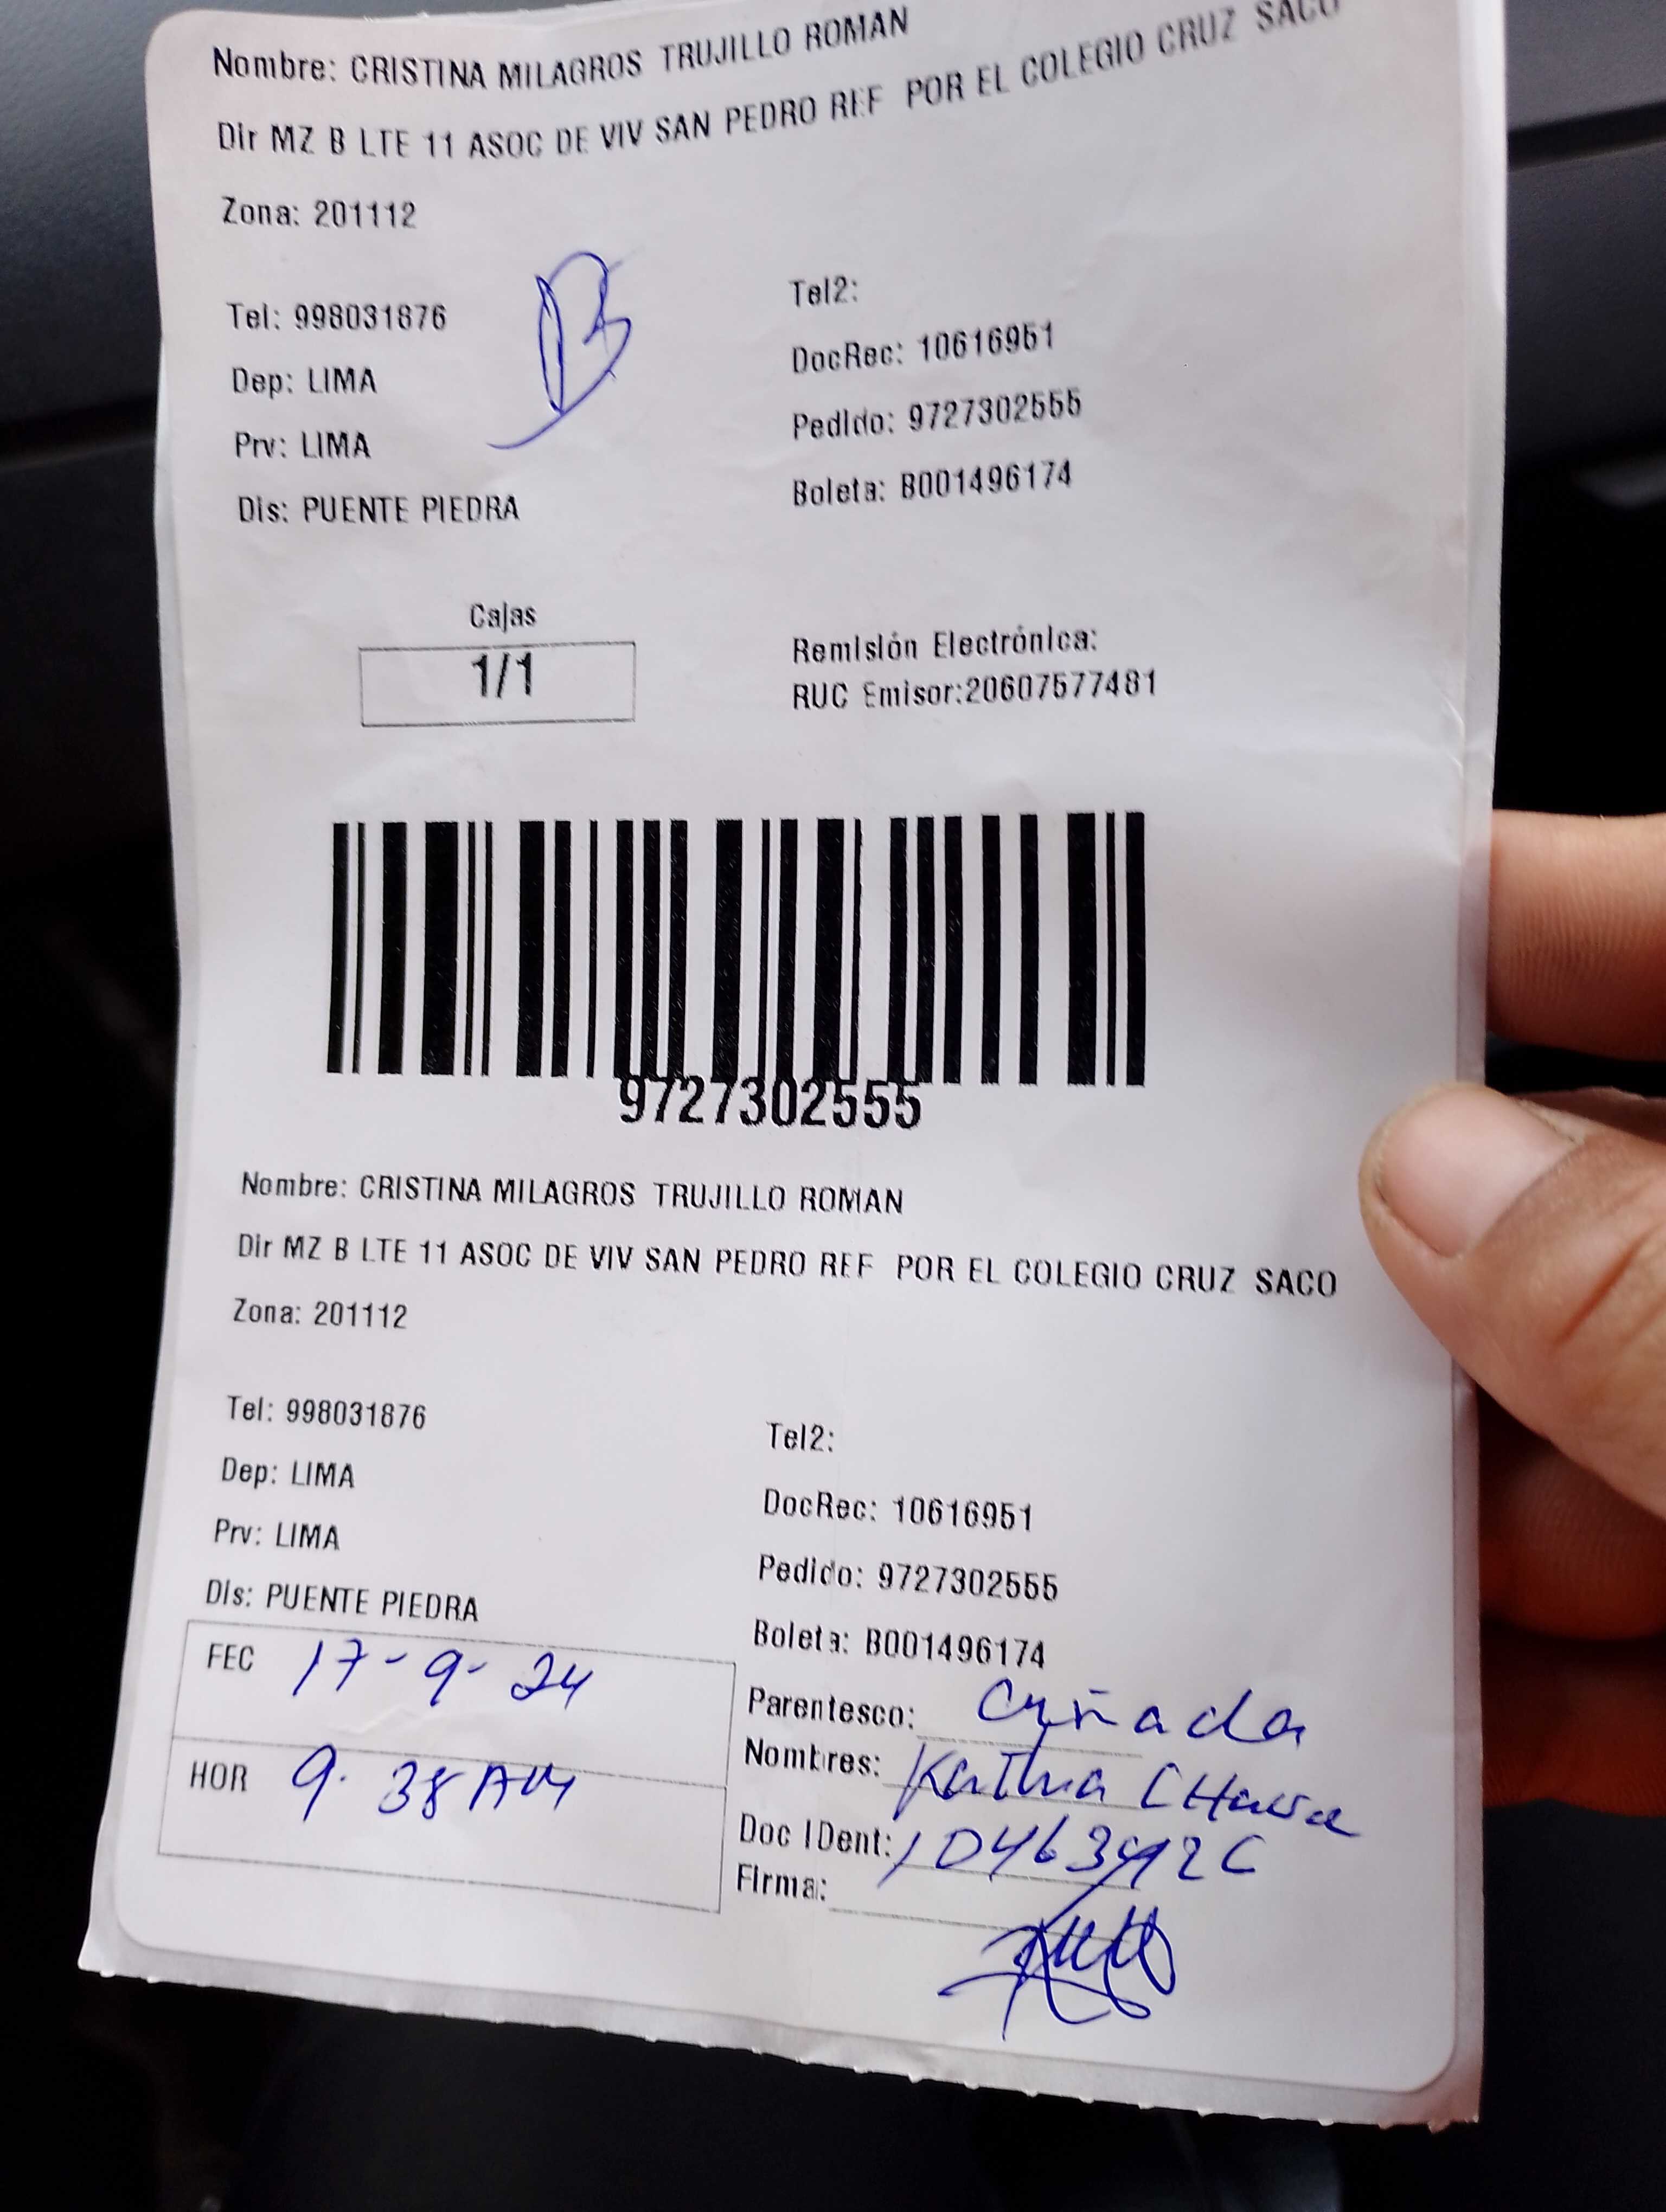 Nombre: CRISTINA MILAGROS TRUJILLO ROMAN
Dir MZ B LTE 11 ASOC DE VIV SAN PEDRO REF POR EL COLEGIO CRUZ SACO
Zona: 201112
Tel: 998031876
Tel2:
Dep: LIMA
DocRec: 10616951
Prv: LIMA
Pedido: 9727302555
Dis: PUENTE PIEDRA
Boleta: B001496174
Cajas
1/1
Remisión Electrónica:
RUC Emisor:20607577481
9727302555
Nombre: CRISTINA MILAGROS TRUJILLO ROMAN
Dir MZ B LTE 11 ASOC DE VIV SAN PEDRO REF POR EL COLEGIO CRUZ SACO
Zona: 201112
Tel: 998031876
Tel2:
Dep: LIMA
DocRec: 10616951
Prv: LIMA
Pedido: 9727302555
Dis: PUENTE PIEDRA
Boleta: B001496174
FEC 17-9-24
Parentesco: Cuñada
Nombres:
HOR 9.38 AM
Doc IDent:
Firma: